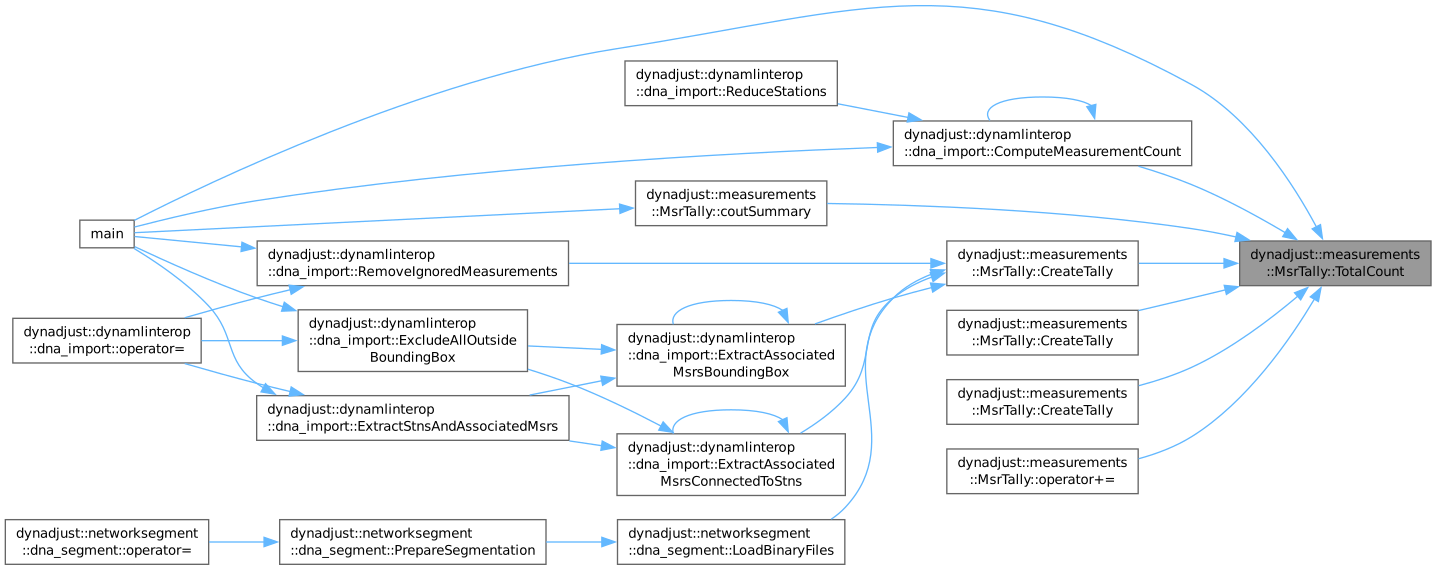 dynadjust::dynamlinterop
::dna_import::ReduceStations
dynadjust::dynamlinterop
::dna_import::ComputeMeasurementCount
dynadjust::measurements
::MsrTally::coutSummary
main
dynadjust::dynamlinterop
::dna_import::RemoveIgnoredMeasurements
dynadjust::measurements
::MsrTally::CreateTally
dynadjust::measurements
::MsrTally::TotalCount
dynadjust::dynamlinterop
::dna_import::operator=
dynadjust::dynamlinterop
::dna_import::ExcludeAllOutside
BoundingBox
dynadjust::dynamlinterop
::dna_import::ExtractAssociated
MsrsBoundingBox
dynadjust::measurements
::MsrTally::CreateTally
dynadjust::dynamlinterop
::dna_import::ExtractStnsAndAssociatedMsrs
dynadjust::measurements
::MsrTally::CreateTally
dynadjust::dynamlinterop
::dna_import::ExtractAssociated
MsrsConnectedToStns
dynadjust::measurements
::MsrTally::operator+=
dynadjust::networksegment
::dna_segment::operator=
dynadjust::networksegment
::dna_segment::PrepareSegmentation
dynadjust::networksegment
::dna_segment::LoadBinaryFiles